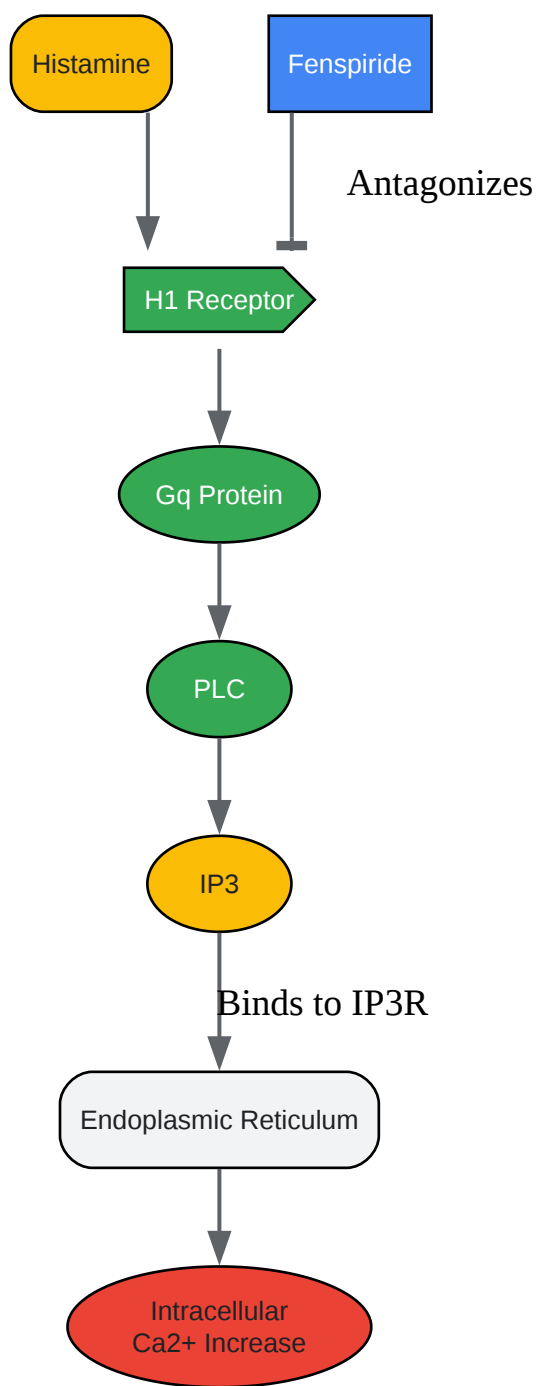 Histamine
Fenspiride
Antagonizes
H1 Receptor
Gq Protein
PLC
IP3
Binds to IP3R
Endoplasmic Reticulum
Intracellular
Ca2+ Increase